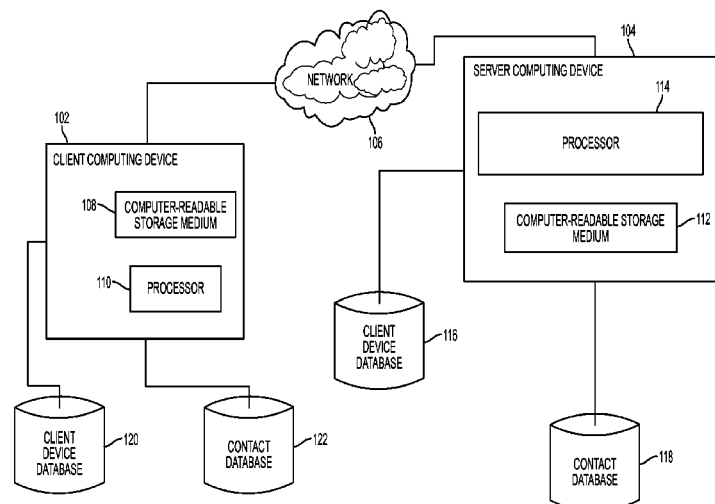 104
SERVER COMPUTING DEVICE
114
PROCESSOR
COMPUTER-READABLE STORAGE
MEDIUM
112
NETWORK
106
102
CLIENT COMPUTING DEVICE
108
COMPUTER-READABLE
STORAGE MEDIUM
110
PROCESSOR
CLIENT
DEVICE
DATABASE
116
CLIENT
DEVICE
DATABASE
120
CONTACT
DATABASE
122
CONTACT
DATABASE
118